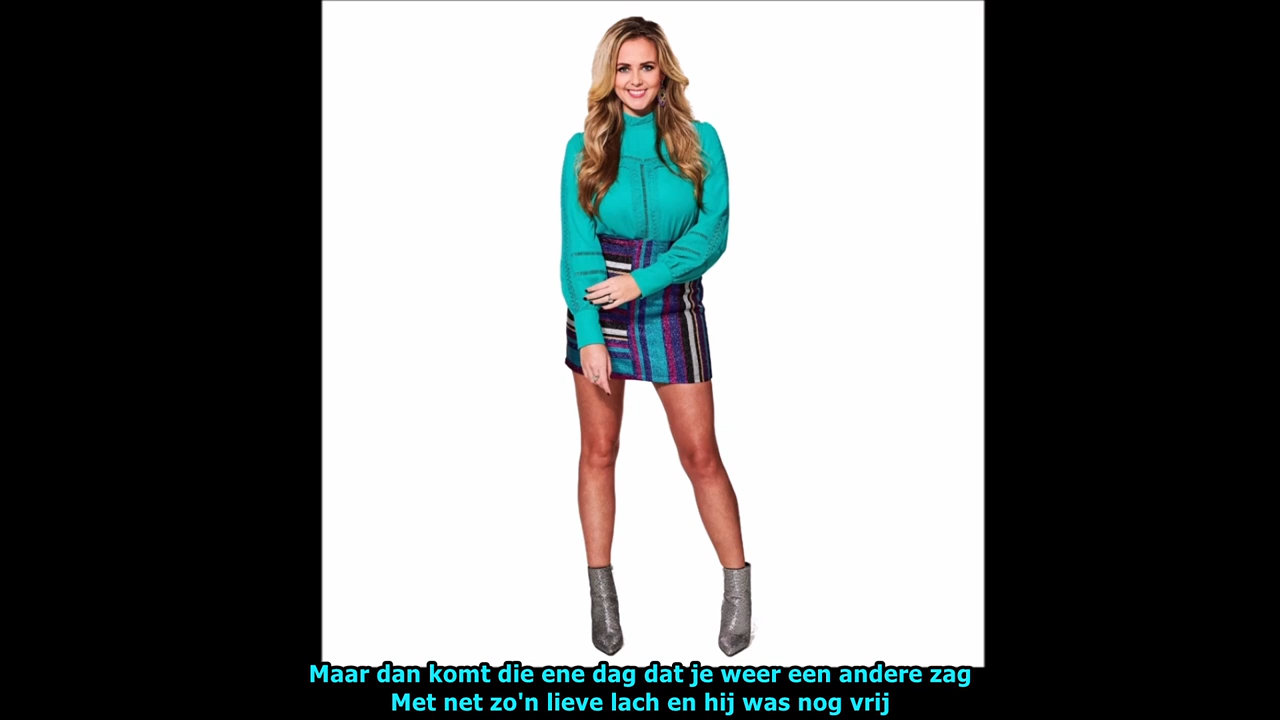 Maar dan komt die ene dag dat je weer een andere zag
Met net zo'n lieve lach en hij was nog vrij